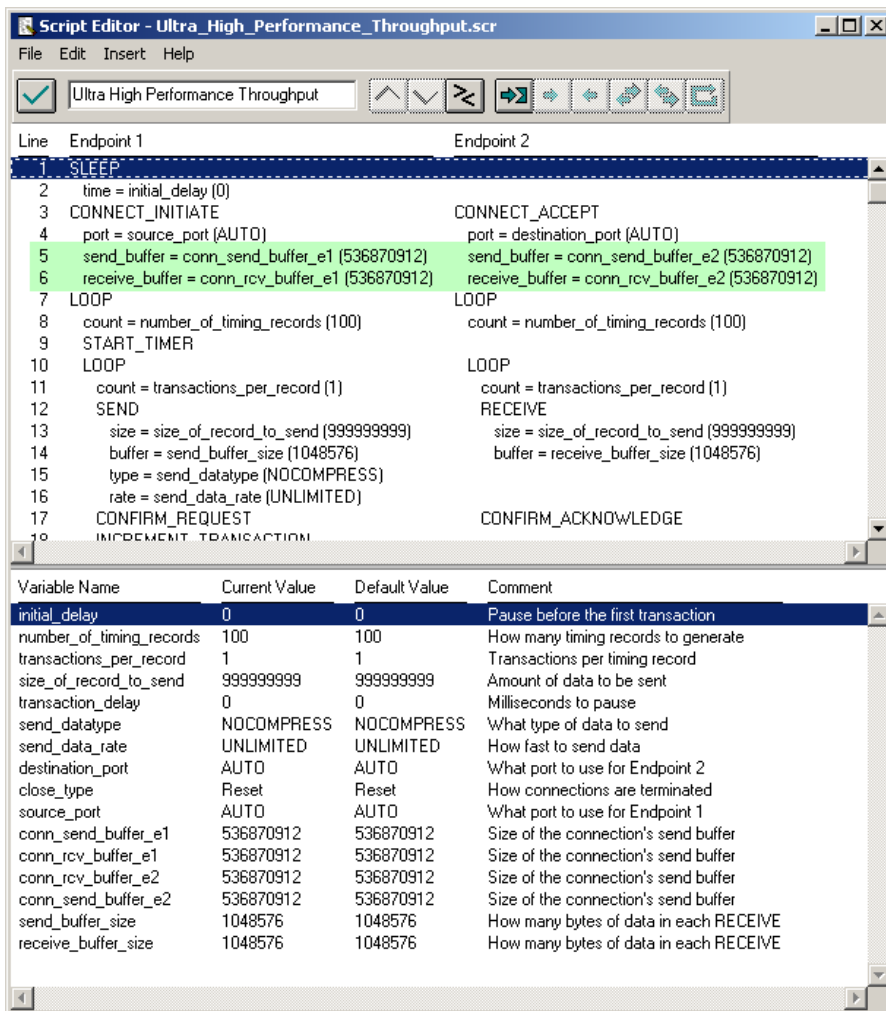 Script Editor - Ultra_High_Performance_Throughput.scr
File Edit Insert Help
Ultra High Performance Throughput
Line Endpoint 1 Endpoint 2
1 SLEEP
2 time = initial_delay (0)
3 CONNECT_INITIATE CONNECT_ACCEPT
4 port = source_port (AUTO) port = destination_port (AUTO)
5 send_buffer = conn_send_buffer_e1 (536870912) send_buffer = conn_send_buffer_e2 (536870912)
6 receive_buffer = conn_rcv_buffer_e1 (536870912) receive_buffer = conn_rcv_buffer_e2 (536870912)
7 LOOP LOOP
8 count = number_of_timing_records (100) count = number_of_timing_records (100)
9 START_TIMER
10 LOOP LOOP
11 count = transactions_per_record (1) count = transactions_per_record (1)
12 SEND RECEIVE
13 size = size_of_record_to_send (999999999) size = size_of_record_to_send (999999999)
14 buffer = send_buffer_size (1048576) buffer = receive_buffer_size (1048576)
15 type = send_datatype (NOCOMPRESS)
16 rate = send_data_rate (UNLIMITED)
17 CONFIRM_REQUEST CONFIRM_ACKNOWLEDGE
18 INCREMENT_TRANSACTION
Variable Name Current Value Default Value Comment
initial_delay 0 0 Pause before the first transaction
number_of_timing_records 100 100 How many timing records to generate
transactions_per_record 1 1 Transactions per timing record
size_of_record_to_send 999999999 999999999 Amount of data to be sent
transaction_delay 0 0 Milliseconds to pause
send_datatype NOCOMPRESS NOCOMPRESS What type of data to send
send_data_rate UNLIMITED UNLIMITED How fast to send data
destination_port AUTO AUTO What port to use for Endpoint 2
close_type Reset Reset How connections are terminated
source_port AUTO AUTO What port to use for Endpoint 1
conn_send_buffer_e1 536870912 536870912 Size of the connection's send buffer
conn_rcv_buffer_e1 536870912 536870912 Size of the connection's send buffer
conn_rcv_buffer_e2 536870912 536870912 Size of the connection's send buffer
conn_send_buffer_e2 536870912 536870912 Size of the connection's send buffer
send_buffer_size 1048576 1048576 How many bytes of data in each RECEIVE
receive_buffer_size 1048576 1048576 How many bytes of data in each RECEIVE